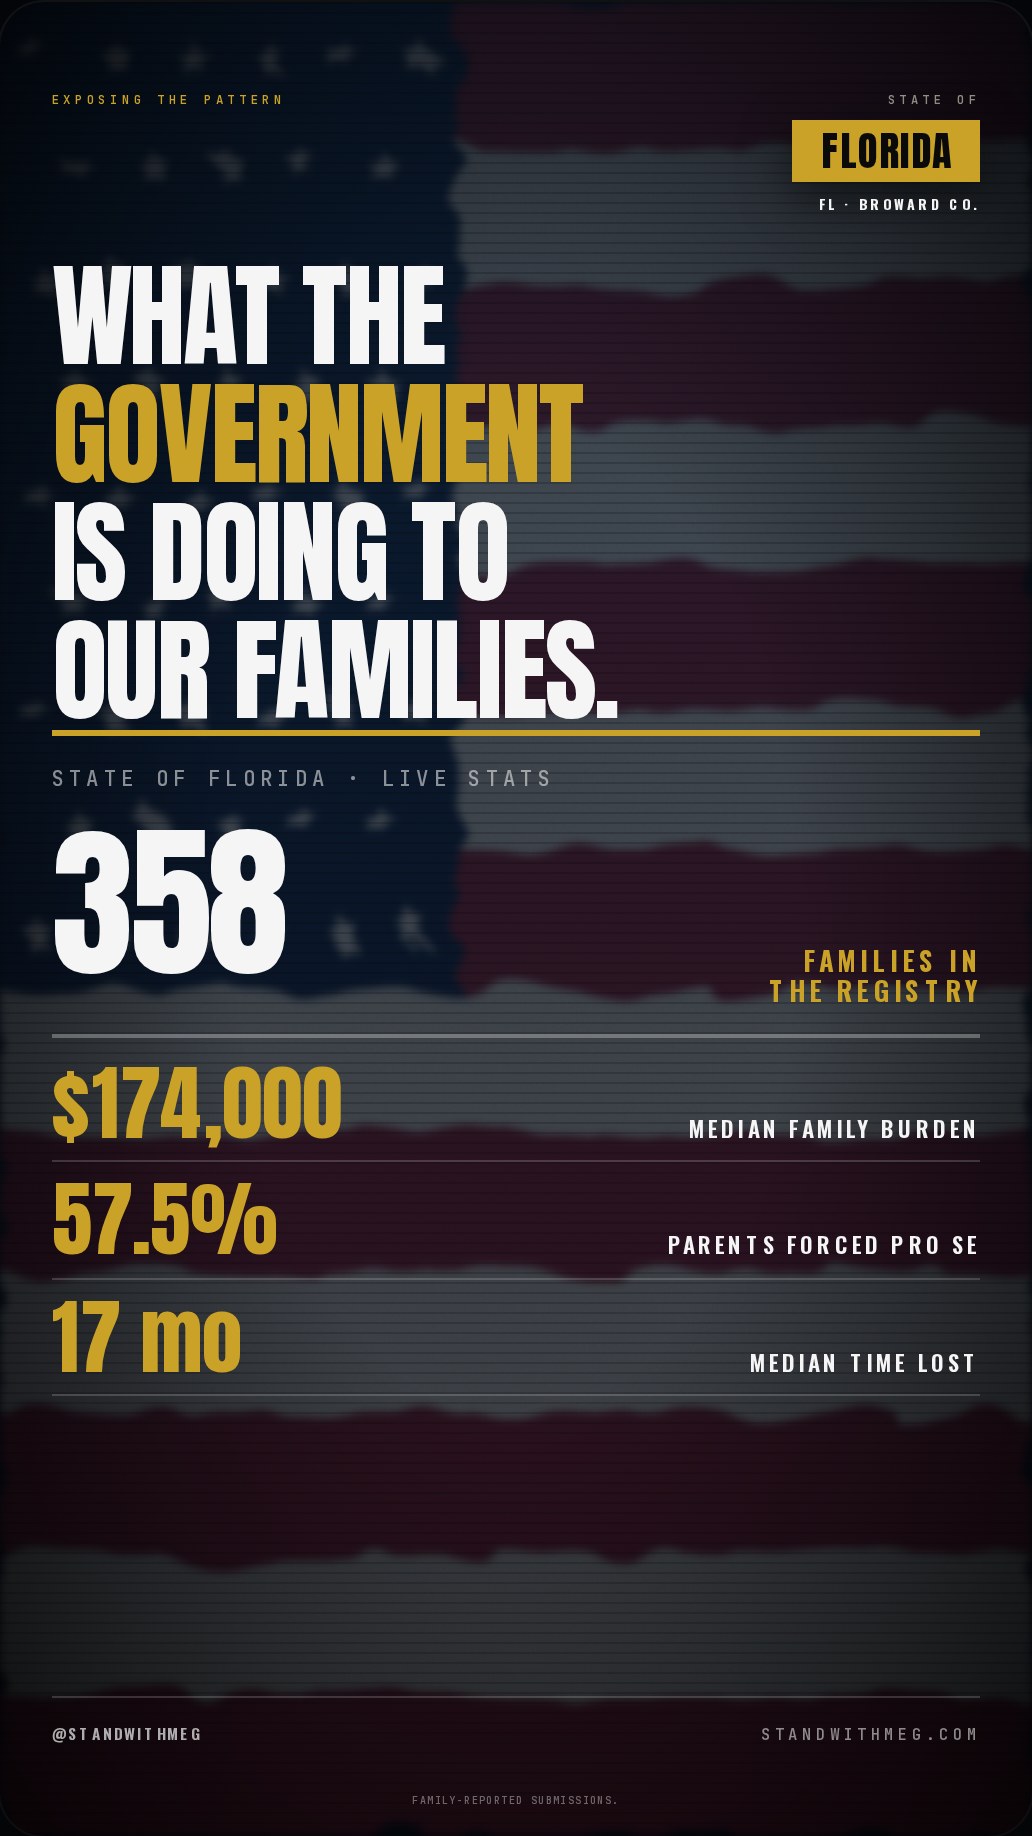 EXPOSING THE PATTERN
STATE OF
FLORIDA
FL · BROWARD CO.
WHAT THE
GOVERNMENT
IS DOING TO
OUR FAMILIES.
STATE OF FLORIDA · LIVE STATS
358
FAMILIES IN
THE REGISTRY
$174,000
MEDIAN FAMILY BURDEN
57.5%
PARENTS FORCED PRO SE
17 mo
MEDIAN TIME LOST
@STANDWITHMEG
STANDWITHMEG.COM
FAMILY-REPORTED SUBMISSIONS.